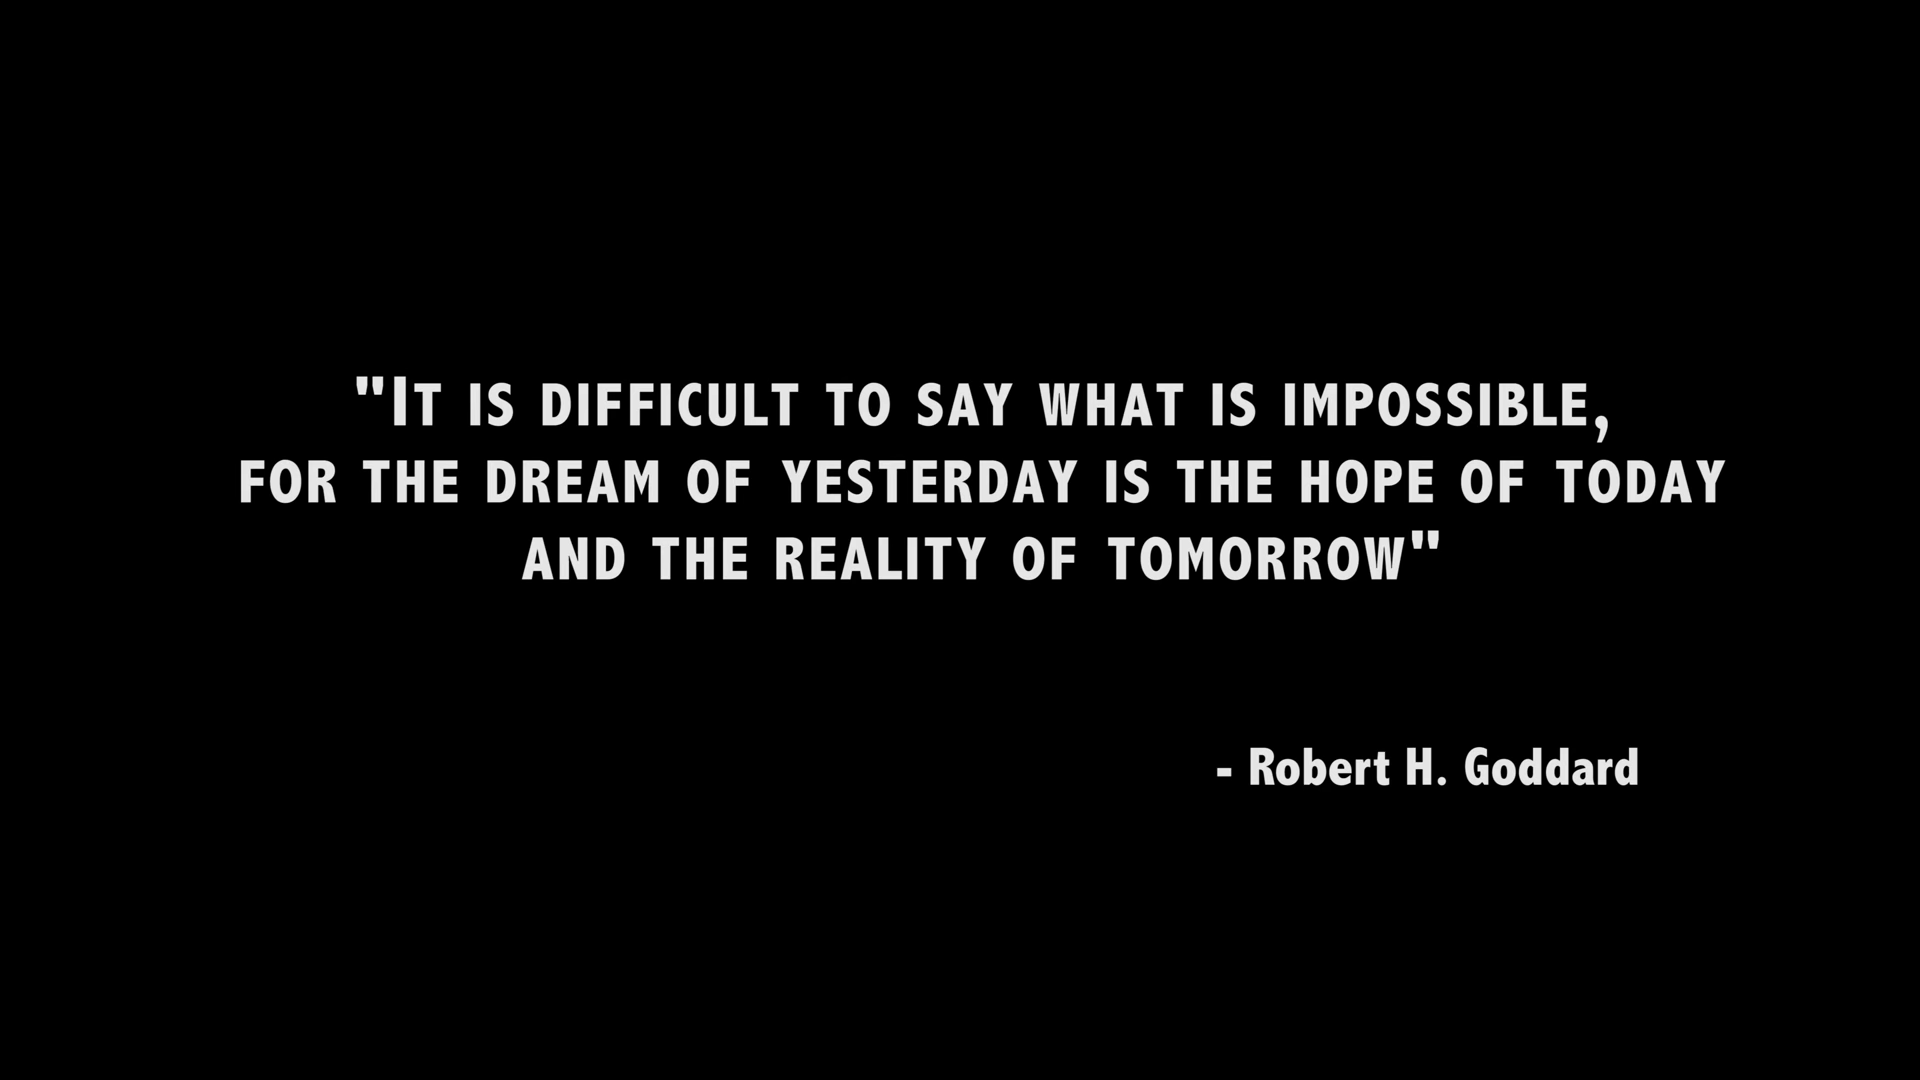 "It is difficult to say what is impossible,
for the dream of yesterday is the hope of today
and the reality of tomorrow"
- Robert H. Goddard